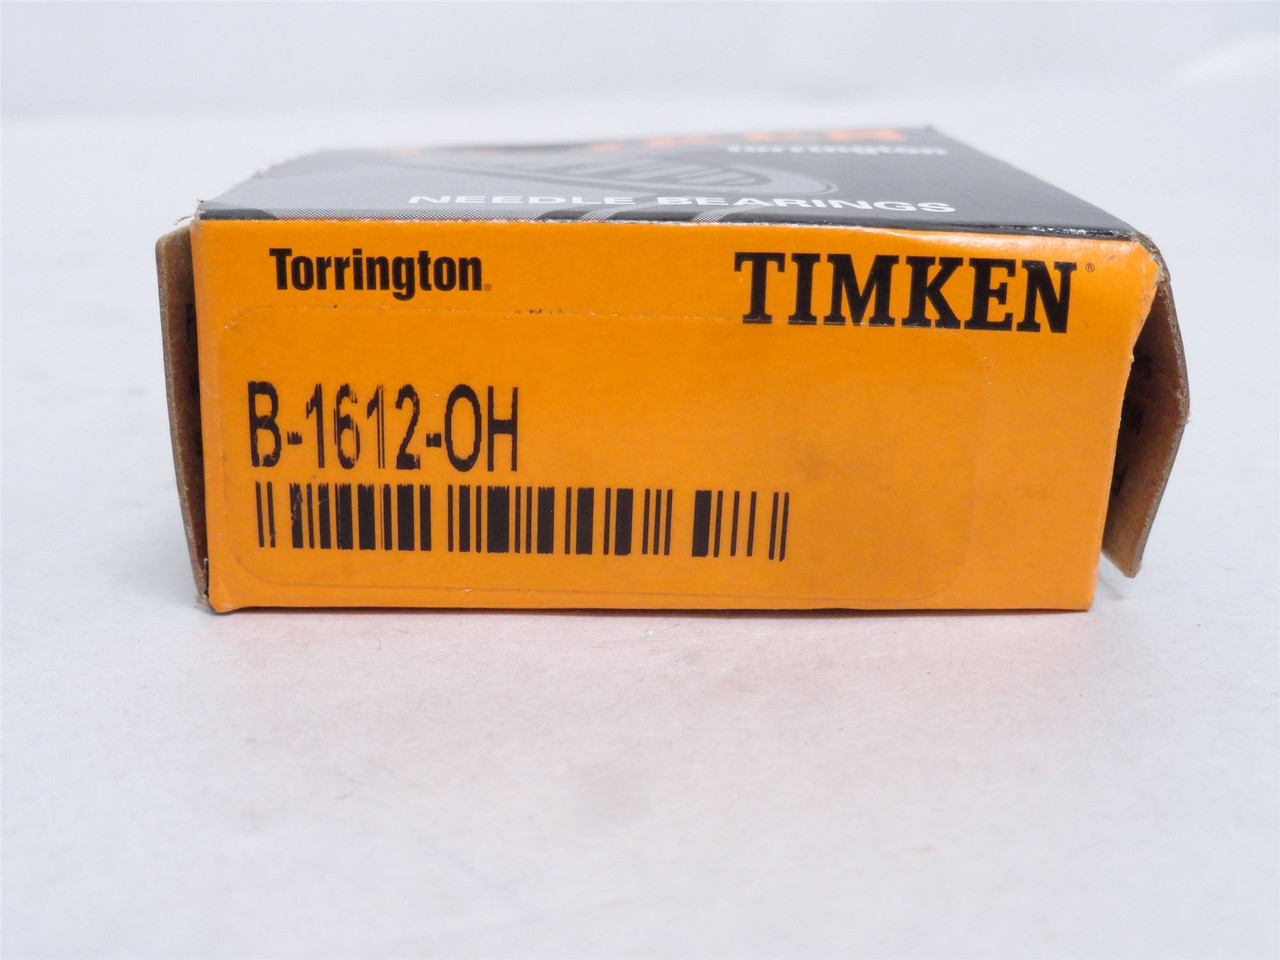 Torrington
NEEDLE BEARINGS
Torrington®
TIMKEN®
B-1612-OH